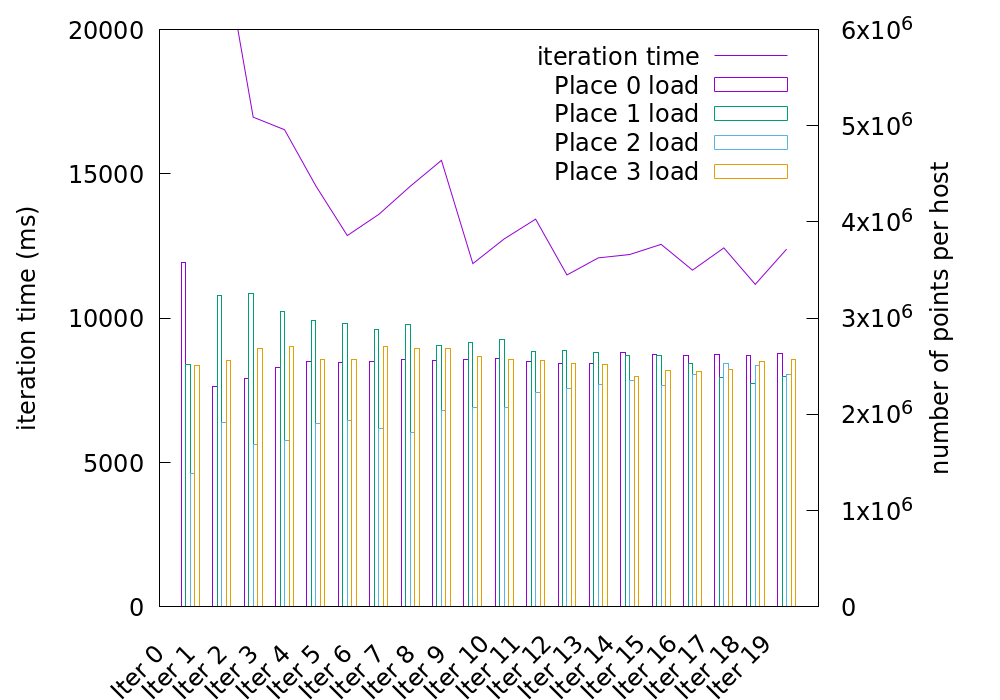 20000
15000
10000
5000
0
iteration time (ms)
iteration time
Place 0 load
Place 1 load
Place 2 load
Place 3 load
6x10⁶
5x10⁶
4x10⁶
3x10⁶
2x10⁶
1x10⁶
0
number of points per host
Iter 0
Iter 1
Iter 2
Iter 3
Iter 4
Iter 5
Iter 6
Iter 7
Iter 8
Iter 9
Iter 10
Iter 11
Iter 12
Iter 13
Iter 14
Iter 15
Iter 16
Iter 17
Iter 18
Iter 19